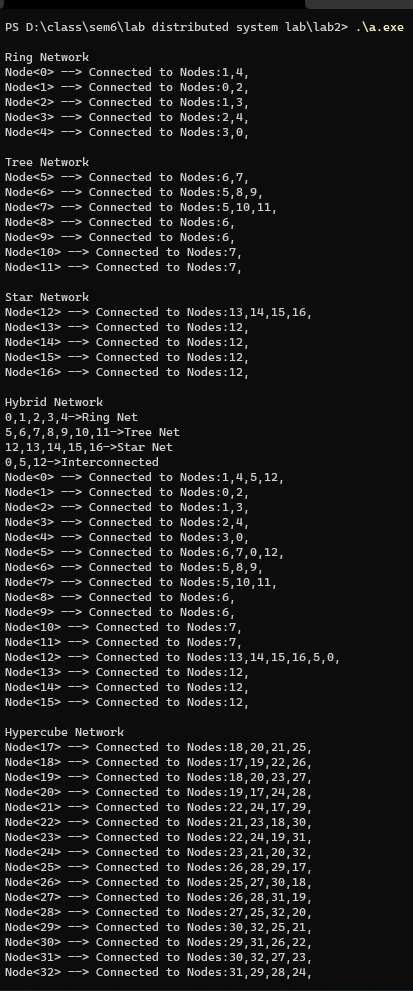 PS D:\class\sem6\lab distributed system lab\lab2> .\a.exe
Ring Network
Node<0> --> Connected to Nodes:1,4,
Node<1> --> Connected to Nodes:0,2,
Node<2> --> Connected to Nodes:1,3,
Node<3> --> Connected to Nodes:2,4,
Node<4> --> Connected to Nodes:3,0,
Tree Network
Node<5> --> Connected to Nodes:6,7,
Node<6> --> Connected to Nodes:5,8,9,
Node<7> --> Connected to Nodes:5,10,11,
Node<8> --> Connected to Nodes:6,
Node<9> --> Connected to Nodes:6,
Node<10> --> Connected to Nodes:7,
Node<11> --> Connected to Nodes:7,
Star Network
Node<12> --> Connected to Nodes:13,14,15,16,
Node<13> --> Connected to Nodes:12,
Node<14> --> Connected to Nodes:12,
Node<15> --> Connected to Nodes:12,
Node<16> --> Connected to Nodes:12,
Hybrid Network
0,1,2,3,4->Ring Net
5,6,7,8,9,10,11->Tree Net
12,13,14,15,16->Star Net
0,5,12->Interconnected
Node<0> --> Connected to Nodes:1,4,5,12,
Node<1> --> Connected to Nodes:0,2,
Node<2> --> Connected to Nodes:1,3,
Node<3> --> Connected to Nodes:2,4,
Node<4> --> Connected to Nodes:3,0,
Node<5> --> Connected to Nodes:6,7,0,12,
Node<6> --> Connected to Nodes:5,8,9,
Node<7> --> Connected to Nodes:5,10,11,
Node<8> --> Connected to Nodes:6,
Node<9> --> Connected to Nodes:6,
Node<10> --> Connected to Nodes:7,
Node<11> --> Connected to Nodes:7,
Node<12> --> Connected to Nodes:13,14,15,16,5,0,
Node<13> --> Connected to Nodes:12,
Node<14> --> Connected to Nodes:12,
Node<15> --> Connected to Nodes:12,
Hypercube Network
Node<17> --> Connected to Nodes:18,20,21,25,
Node<18> --> Connected to Nodes:17,19,22,26,
Node<19> --> Connected to Nodes:18,20,23,27,
Node<20> --> Connected to Nodes:19,17,24,28,
Node<21> --> Connected to Nodes:22,24,17,29,
Node<22> --> Connected to Nodes:21,23,18,30,
Node<23> --> Connected to Nodes:22,24,19,31,
Node<24> --> Connected to Nodes:23,21,20,32,
Node<25> --> Connected to Nodes:26,28,29,17,
Node<26> --> Connected to Nodes:25,27,30,18,
Node<27> --> Connected to Nodes:26,28,31,19,
Node<28> --> Connected to Nodes:27,25,32,20,
Node<29> --> Connected to Nodes:30,32,25,21,
Node<30> --> Connected to Nodes:29,31,26,22,
Node<31> --> Connected to Nodes:30,32,27,23,
Node<32> --> Connected to Nodes:31,29,28,24,